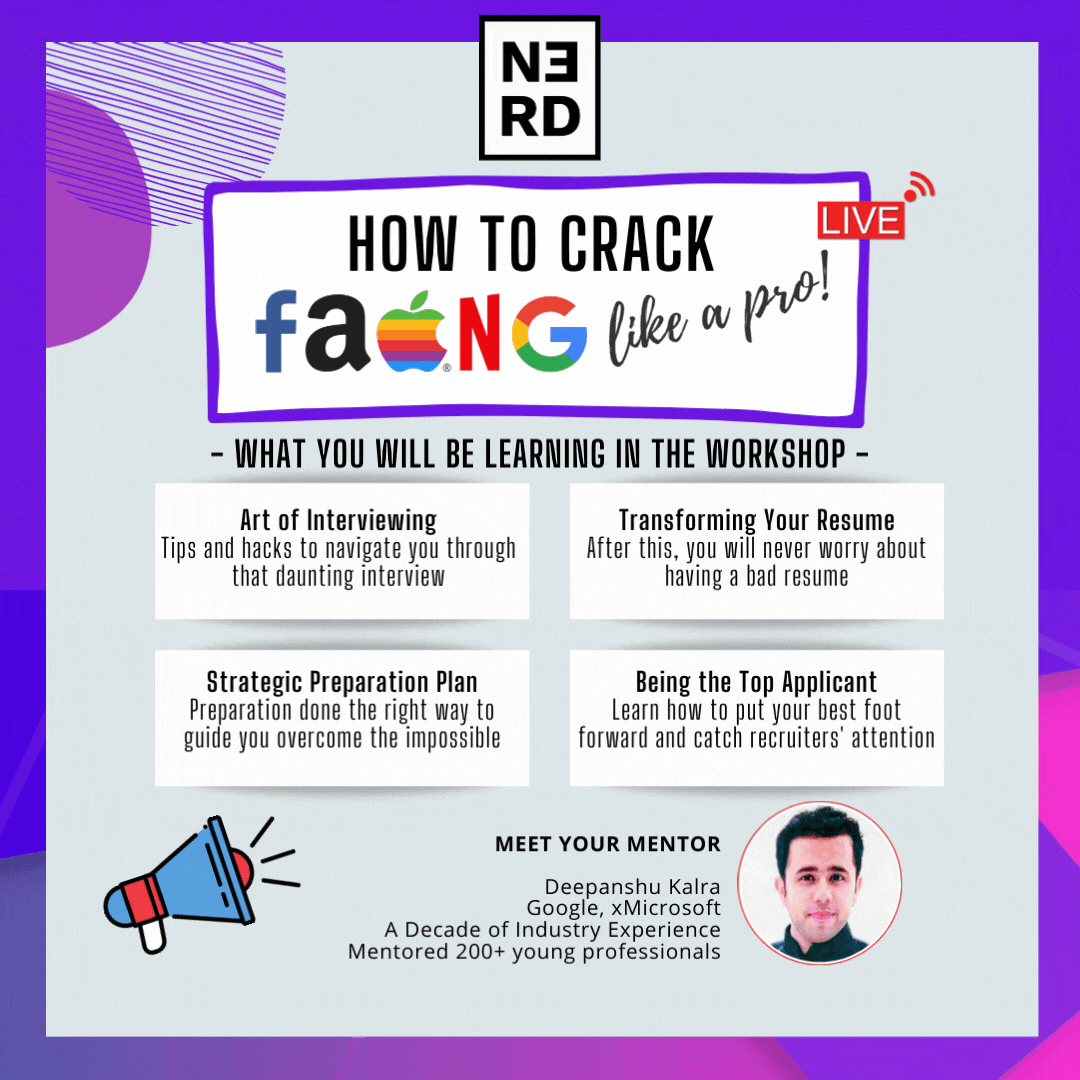 NERD
HOW TO CRACK
faang like a pro!
LIVE
- WHAT YOU WILL BE LEARNING IN THE WORKSHOP -
Art of Interviewing
Tips and hacks to navigate you through
that daunting interview
Transforming Your Resume
After this, you will never worry about
having a bad resume
Strategic Preparation Plan
Preparation done the right way to
guide you overcome the impossible
Being the Top Applicant
Learn how to put your best foot
forward and catch recruiters' attention
MEET YOUR MENTOR
Deepanshu Kalra
Google, xMicrosoft
A Decade of Industry Experience
Mentored 200+ young professionals